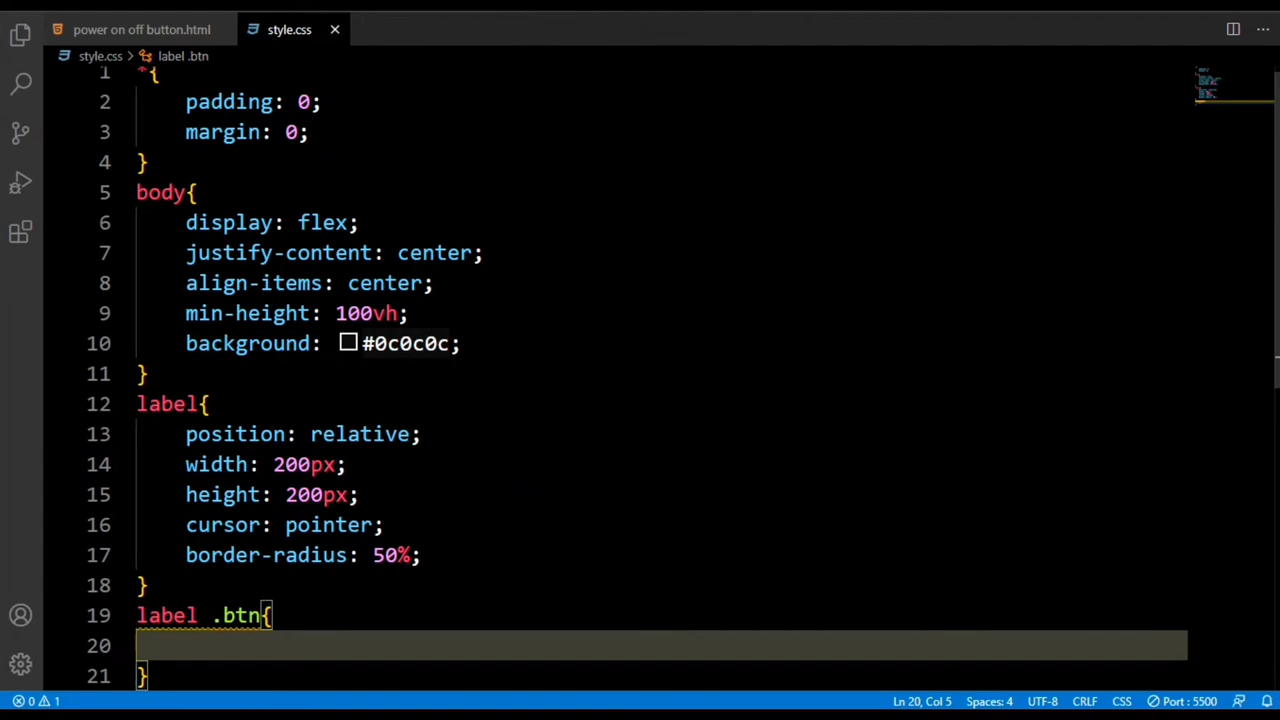 power on off button.html
style.css
style.css > label .btn
1 *{
2 padding: 0;
3 margin: 0;
4 }
5 body{
6 display: flex;
7 justify-content: center;
8 align-items: center;
9 min-height: 100vh;
10 background: #0c0c0c;
11 }
12 label{
13 position: relative;
14 width: 200px;
15 height: 200px;
16 cursor: pointer;
17 border-radius: 50%;
18 }
19 label .btn{
20
21 }
0 1 Ln 20, Col 5 Spaces: 4 UTF-8 CRLF CSS Port : 5500